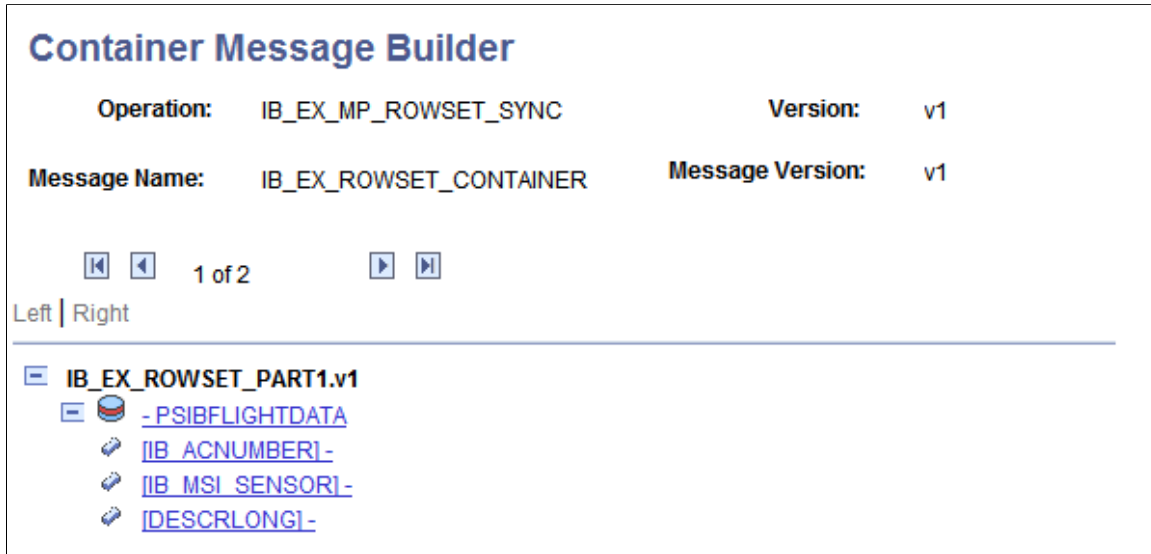 Container Message Builder
Operation: IB_EX_MP_ROWSET_SYNC Version: v1
Message Name: IB_EX_ROWSET_CONTAINER Message Version: v1
1 of 2
Left | Right
IB_EX_ROWSET_PART1.v1
- PSIBFLIGHTDATA
[IB_ACNUMBER] -
[IB_MSI_SENSOR] -
[DESCRLONG] -